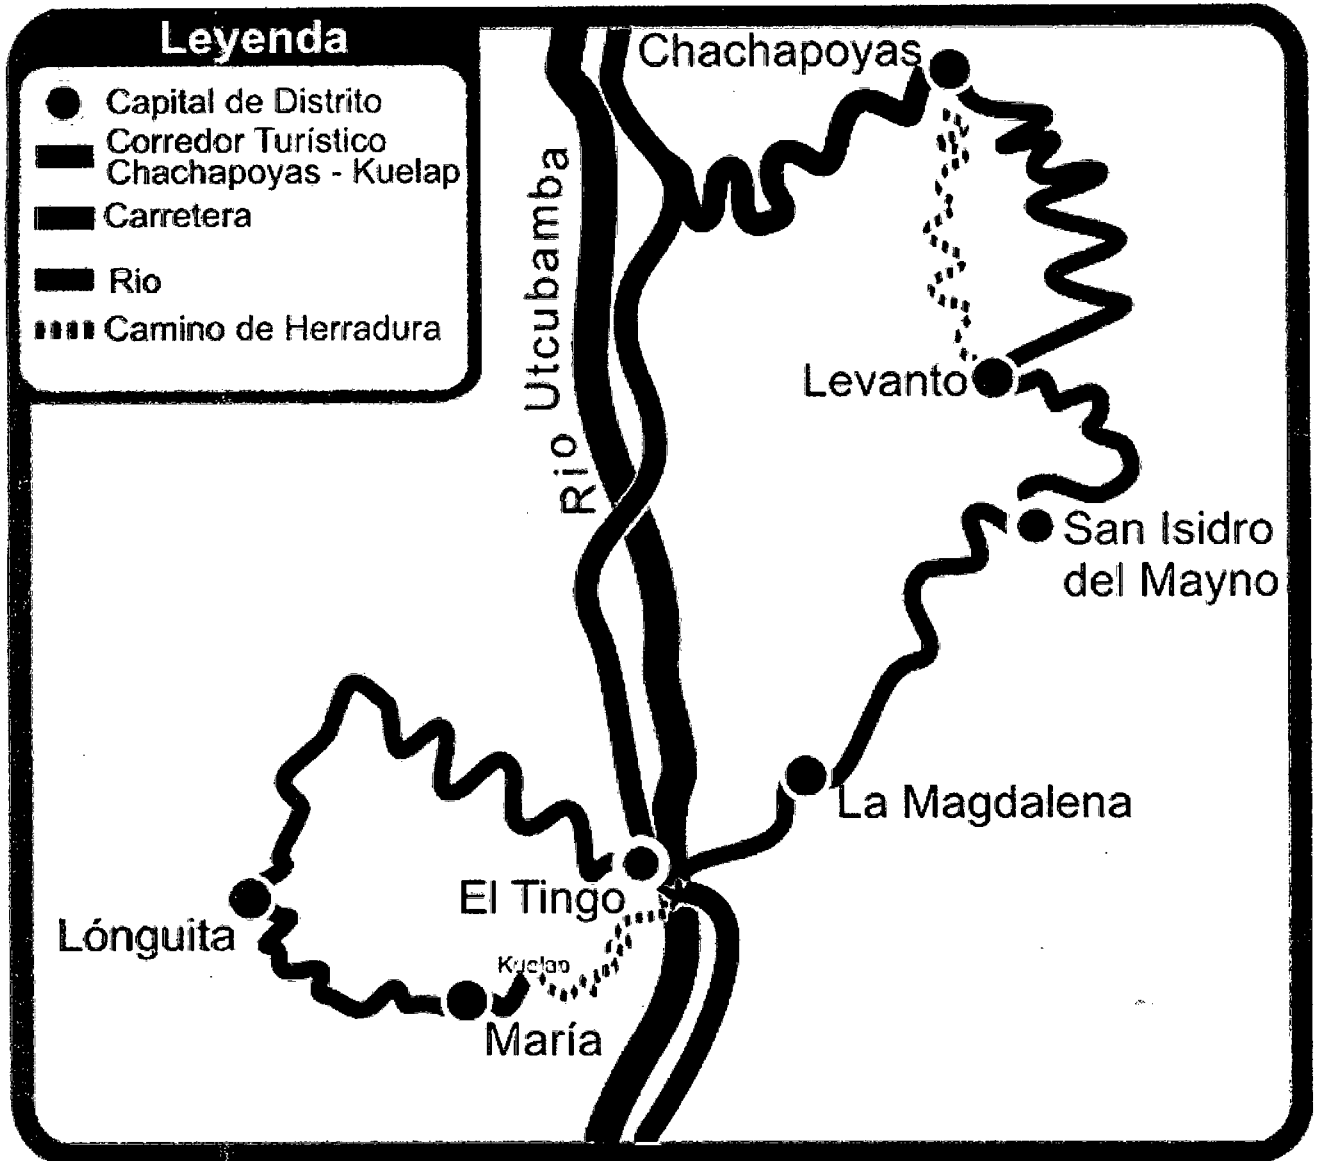 Leyenda
Capital de Distrito
Corredor Turístico
Chachapoyas - Kuelap
Carretera
Rio
Camino de Herradura
Chachapoyas
Rio Utcubamba
Levanto
San Isidro
del Mayno
La Magdalena
El Tingo
Lónguita
Kuelap
María